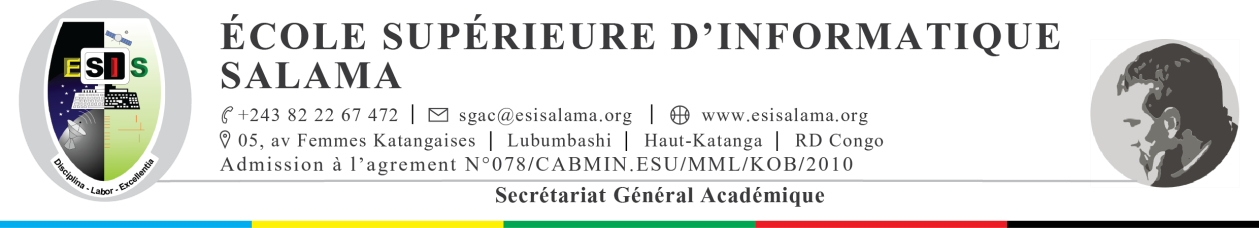 ESIS
Disciplina - Labor - Excellentia
ÉCOLE SUPÉRIEURE D’INFORMATIQUE
SALAMA
+243 82 22 67 472 | sgac@esisalama.org | www.esisalama.org
05, av Femmes Katangaises | Lubumbashi | Haut-Katanga | RD Congo
Admission à l’agrement N°078/CABMIN.ESU/MML/KOB/2010
Secrétariat Général Académique